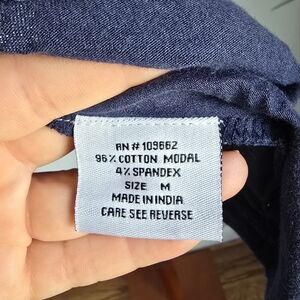 RN # 109662
96% COTTON MODAL
4% SPANDEX
SIZE M
MADE IN INDIA
CARE SEE REVERSE